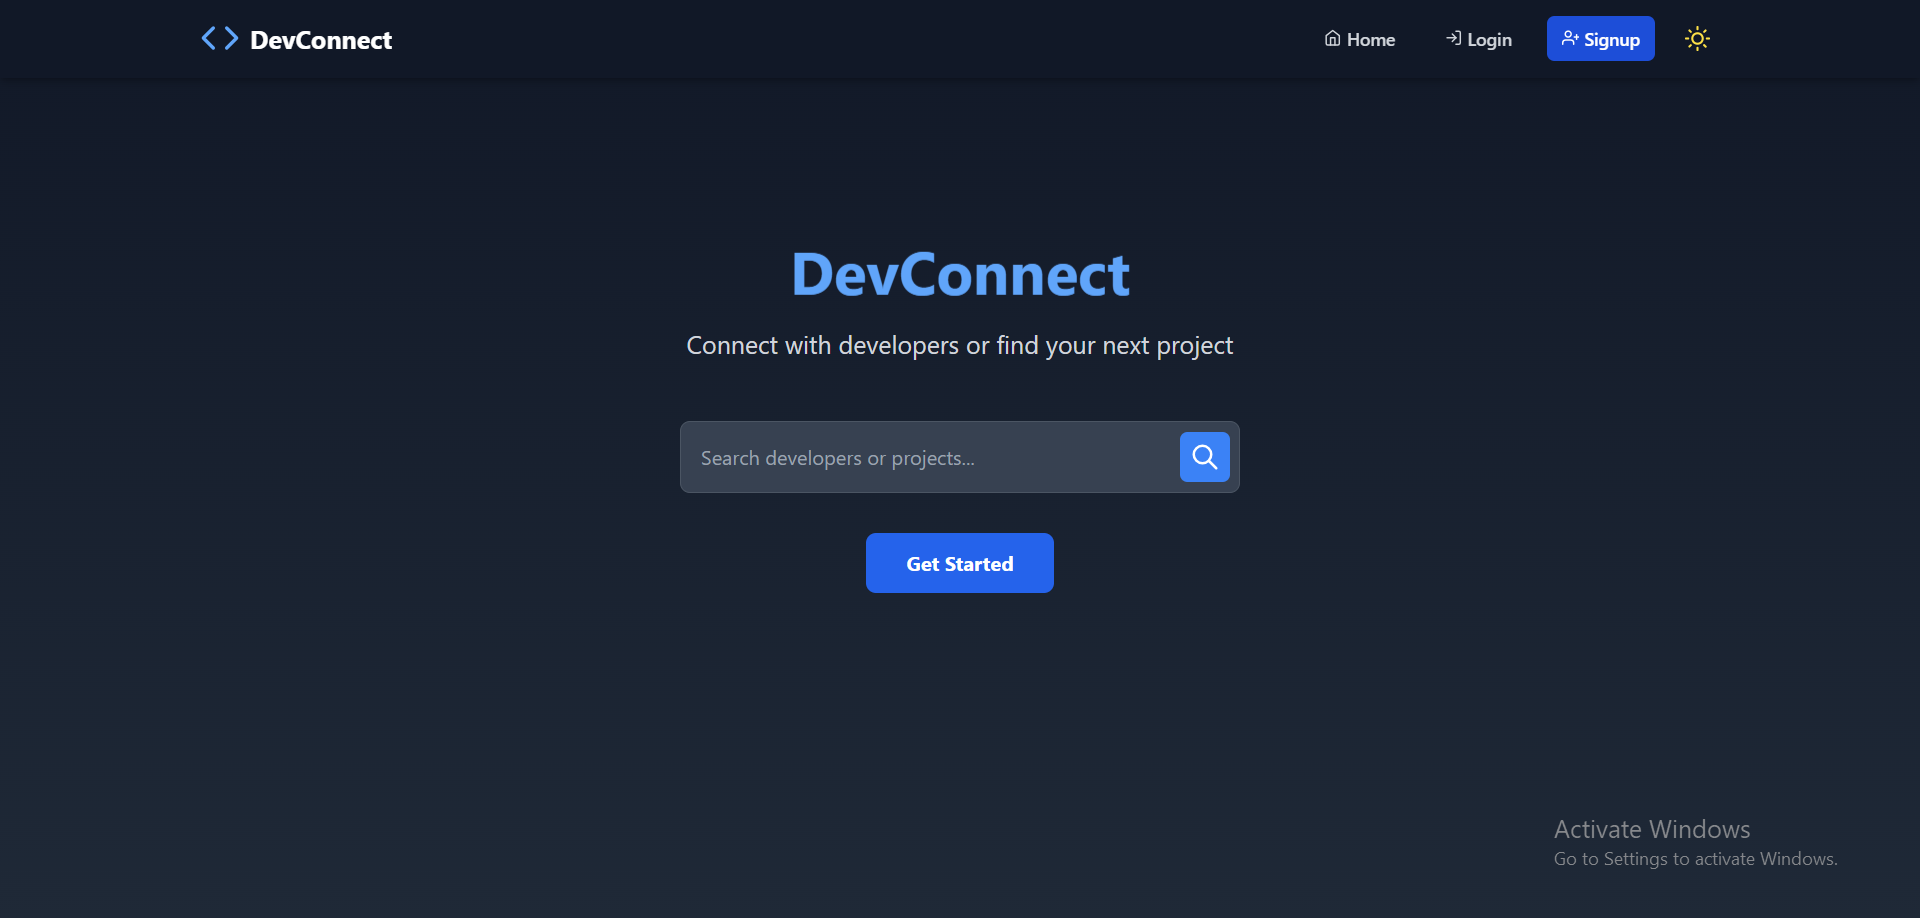 DevConnect
Home
Login
Signup
DevConnect
Connect with developers or find your next project
Search developers or projects...
Get Started
Activate Windows
Go to Settings to activate Windows.